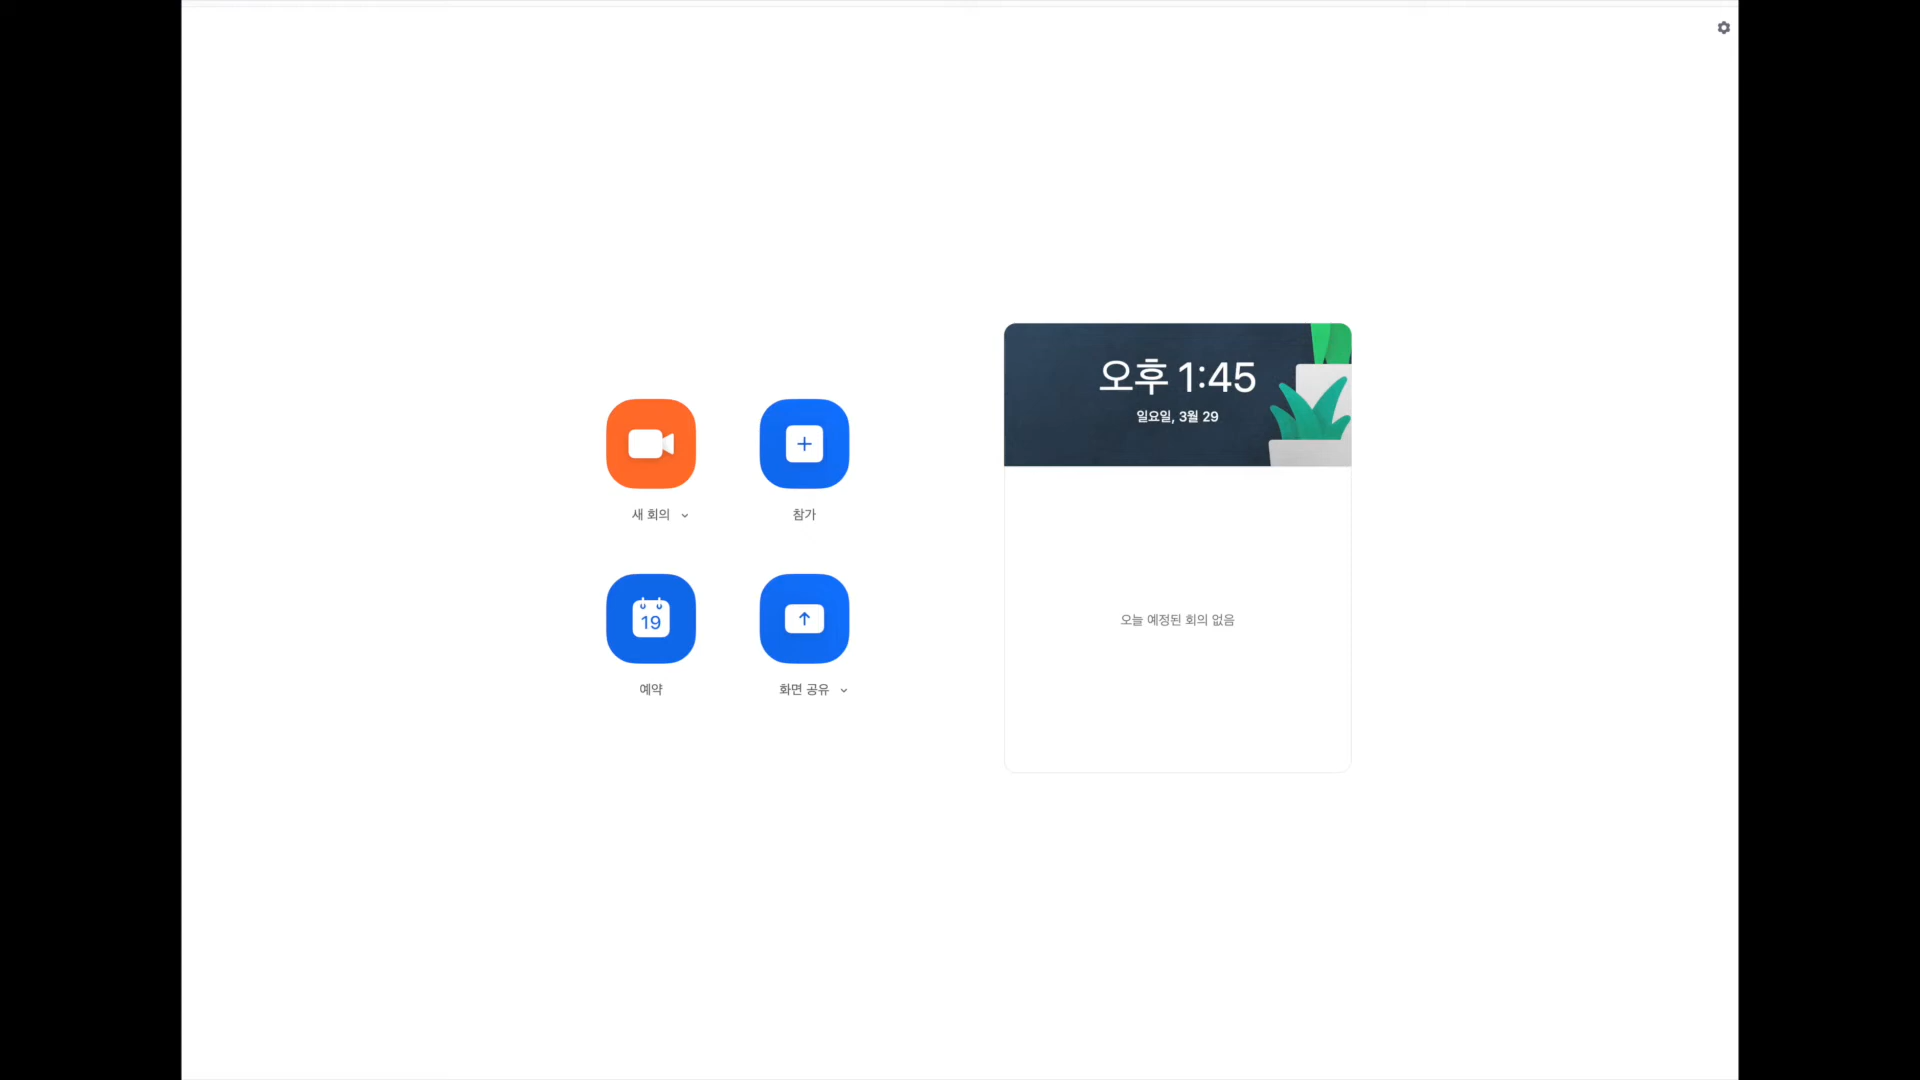 오후 1:45
일요일, 3월 29
새 회의
참가
19
예약
화면 공유
오늘 예정된 회의 없음